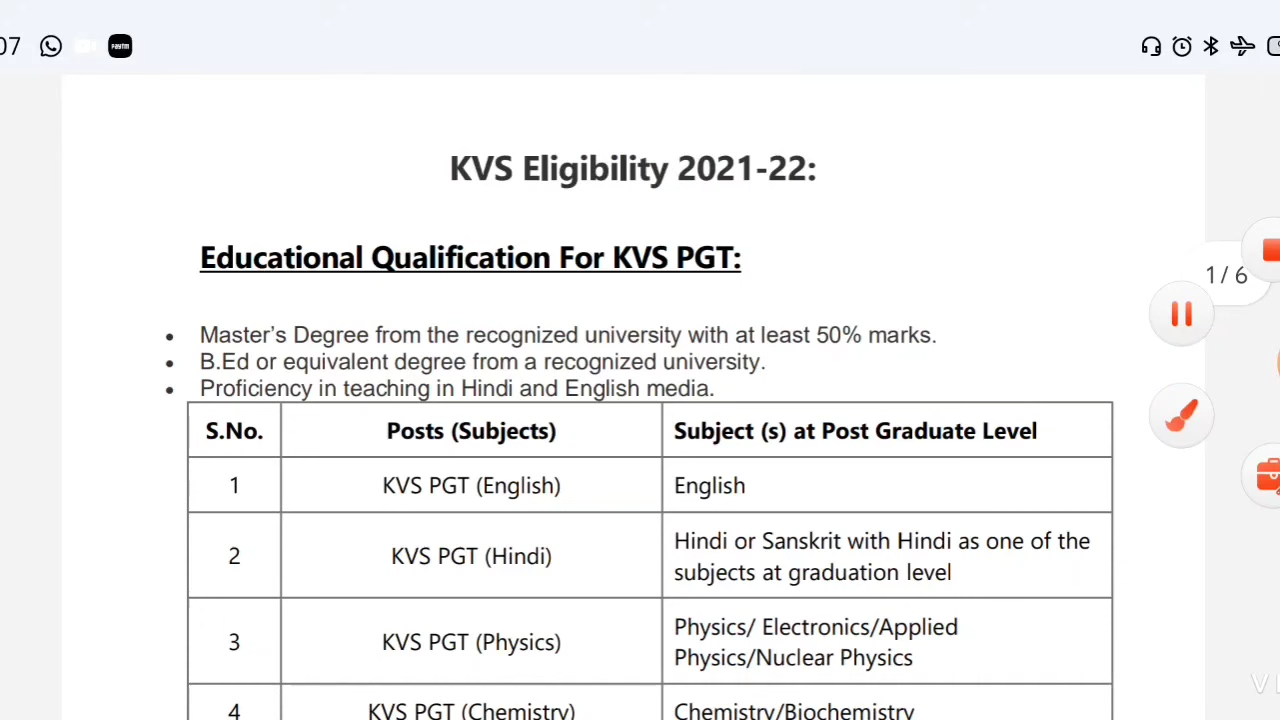 07
paytm
KVS Eligibility 2021-22:
Educational Qualification For KVS PGT:
1/ 6
• Master’s Degree from the recognized university with at least 50% marks.
• B.Ed or equivalent degree from a recognized university.
• Proficiency in teaching in Hindi and English media.
S.No. Posts (Subjects) Subject (s) at Post Graduate Level
1 KVS PGT (English) English
2 KVS PGT (Hindi) Hindi or Sanskrit with Hindi as one of the
subjects at graduation level
3 KVS PGT (Physics) Physics/ Electronics/Applied
Physics/Nuclear Physics
4 KVS PGT (Chemistry) Chemistry/Biochemistry